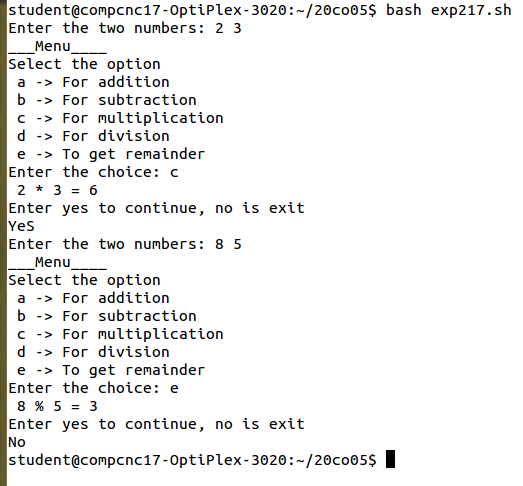 student@compcnc17-OptiPlex-3020:~/20co05$ bash exp217.sh
Enter the two numbers: 2 3
___Menu____
Select the option
 a -> For addition
 b -> For subtraction
 c -> For multiplication
 d -> For division
 e -> To get remainder
Enter the choice: c
 2 * 3 = 6
Enter yes to continue, no is exit
YeS
Enter the two numbers: 8 5
___Menu____
Select the option
 a -> For addition
 b -> For subtraction
 c -> For multiplication
 d -> For division
 e -> To get remainder
Enter the choice: e
 8 % 5 = 3
Enter yes to continue, no is exit
No
student@compcnc17-OptiPlex-3020:~/20co05$